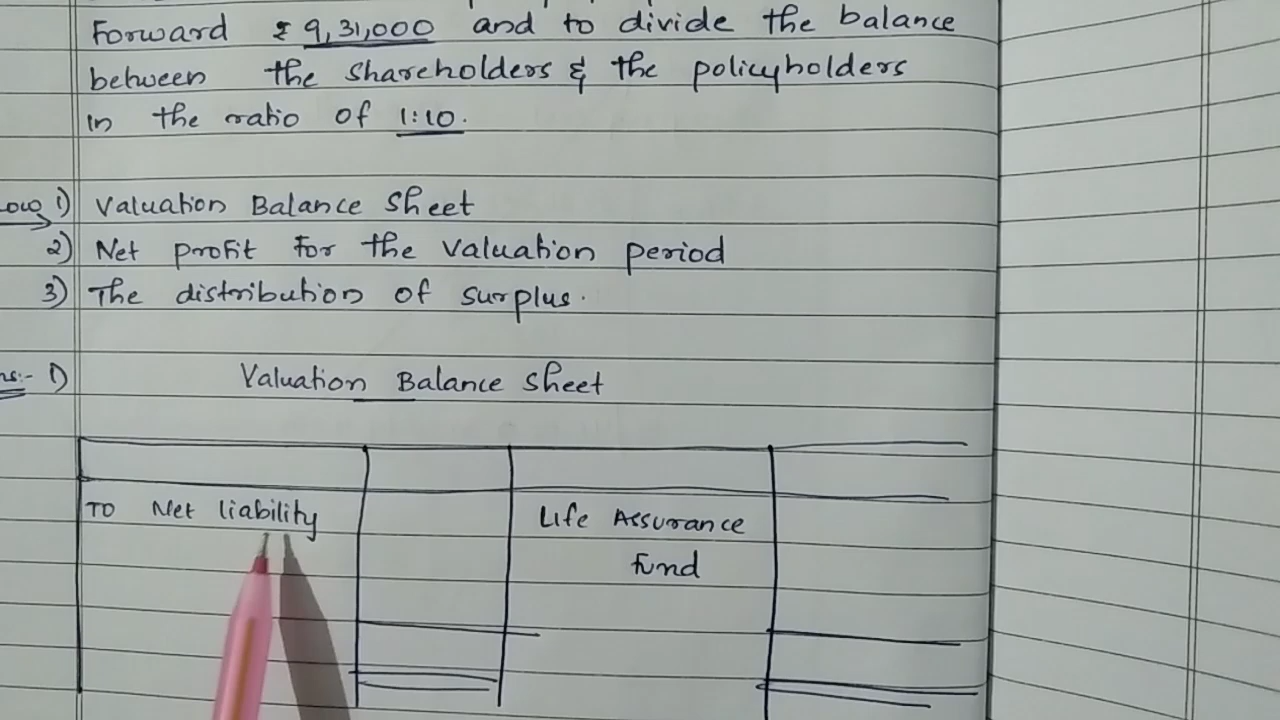 Forward ₹ 9,31,000 and to divide the balance
between the shareholders & the policyholders
in the ratio of 1:10.
1) Valuation Balance Sheet
2) Net profit for the valuation period
3) The distribution of surplus.
1) Valuation Balance Sheet
To Net liability
Life Assurance
fund